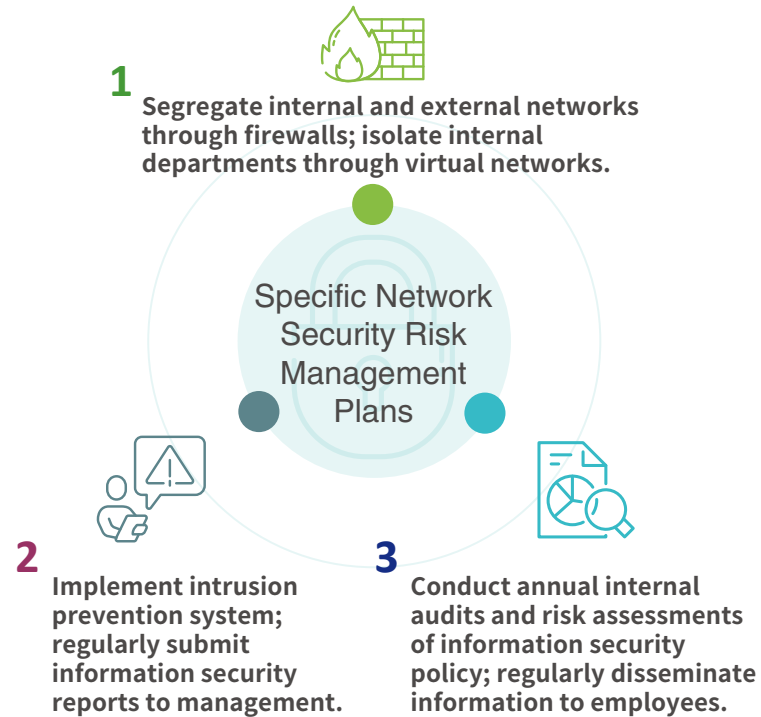 1
Segregate internal and external networks
through firewalls; isolate internal
departments through virtual networks.
Specific Network
Security Risk
Management
Plans
2
Implement intrusion
prevention system;
regularly submit
information security
reports to management.
3
Conduct annual internal
audits and risk assessments
of information security
policy; regularly disseminate
information to employees.